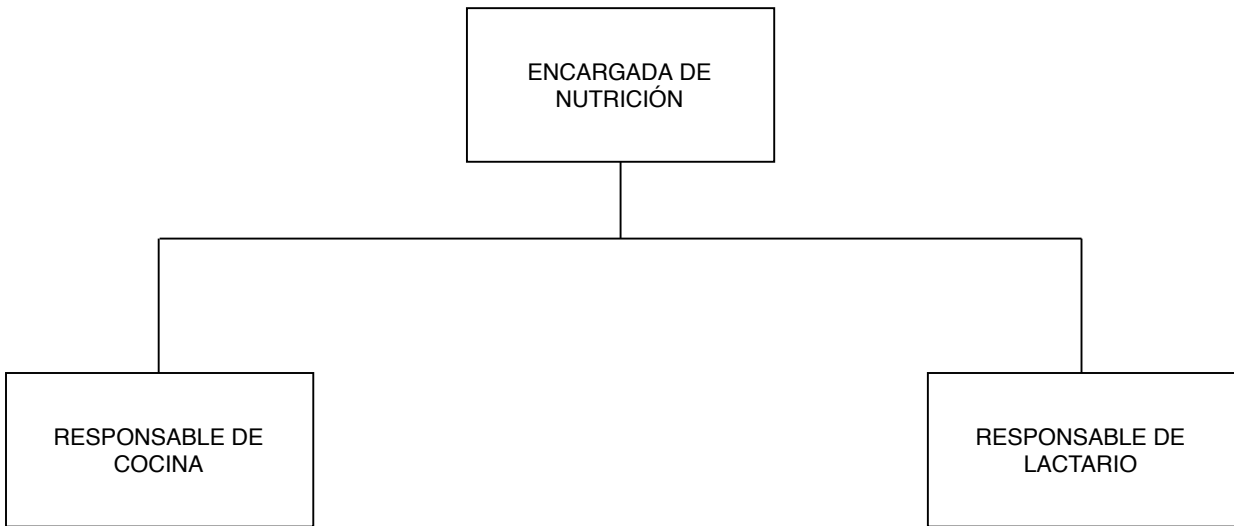 ENCARGADA DE
NUTRICIÓN
RESPONSABLE DE
COCINA
RESPONSABLE DE
LACTARIO